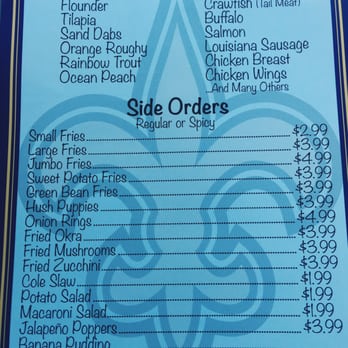 Flounder
Tilapia
Sand Dabs
Orange Roughy
Rainbow Trout
Ocean Peach
Crawfish (Tail Meat)
Buffalo
Salmon
Louisiana Sausage
Chicken Breast
Chicken Wings
...And Many Others
Side Orders
Regular or Spicy
Small Fries $2.99
Large Fries $3.99
Jumbo Fries $4.99
Sweet Potato Fries $3.99
Green Bean Fries $3.99
Hush Puppies $3.99
Onion Rings $4.99
Fried Okra $3.99
Fried Mushrooms $3.99
Fried Zucchini $3.99
Cole Slaw $1.99
Potato Salad $1.99
Macaroni Salad $1.99
Jalapeño Poppers $3.99
Banana Pudding